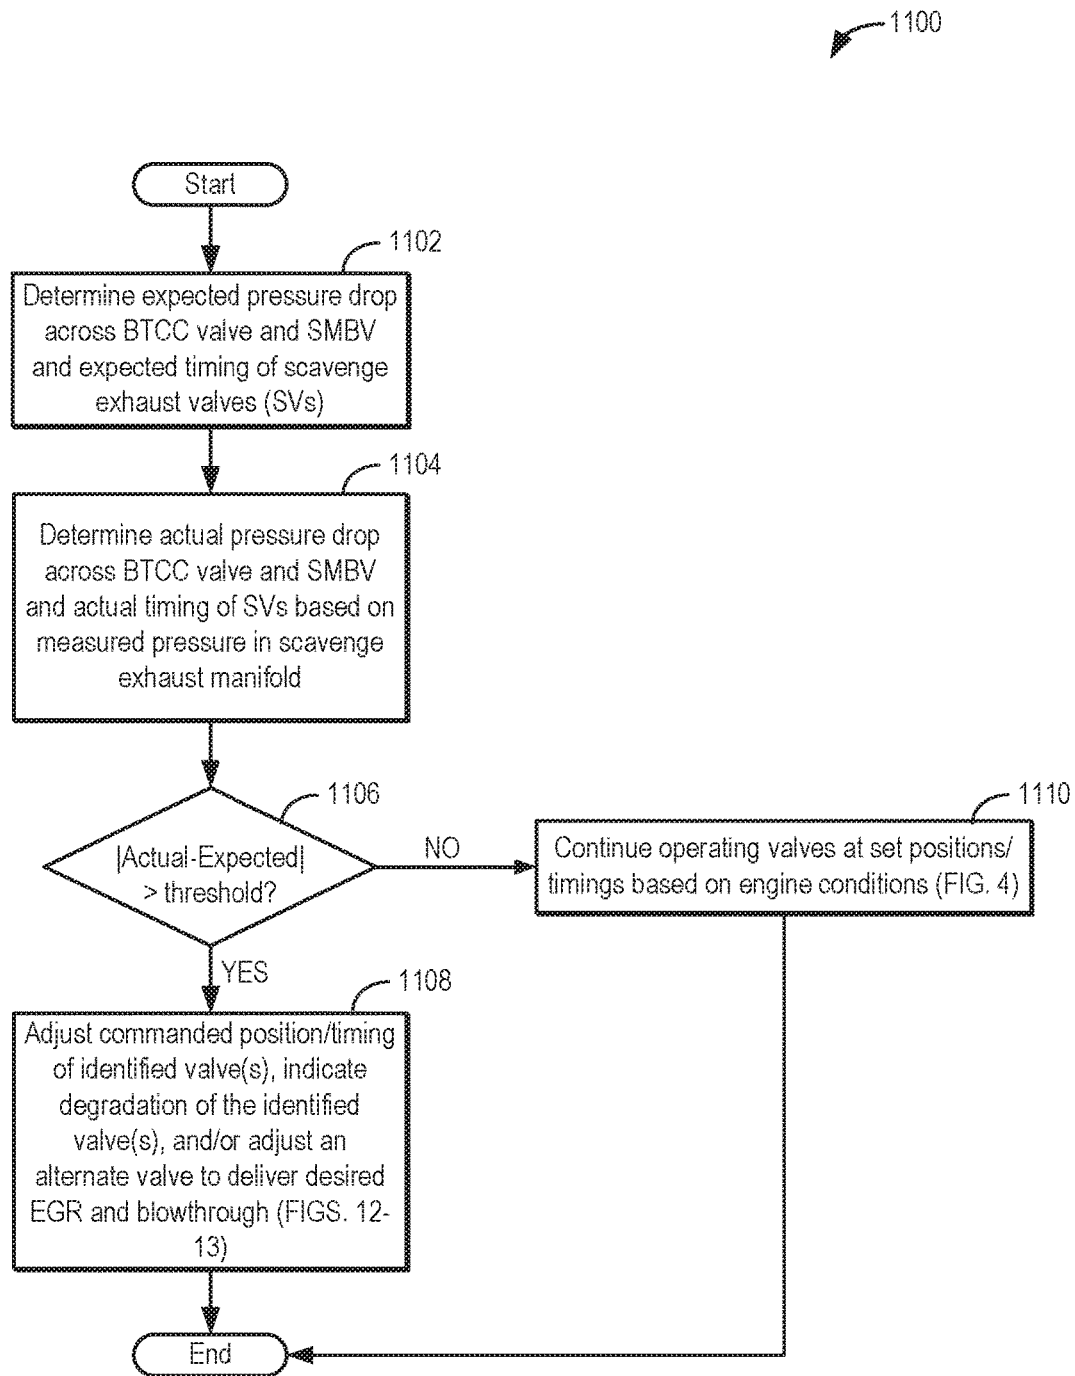 1100
Start
1102
Determine expected pressure drop
across BTCC valve and SMBV
and expected timing of scavenge
exhaust valves (SVs)
1104
Determine actual pressure drop
across BTCC valve and SMBV
and actual timing of SVs based on
measured pressure in scavenge
exhaust manifold
1106
|Actual-Expected|
> threshold?
NO
1110
Continue operating valves at set positions/
timings based on engine conditions (FIG. 4)
YES
1108
Adjust commanded position/timing
of identified valve(s), indicate
degradation of the identified
valve(s), and/or adjust an
alternate valve to deliver desired
EGR and blowthrough (FIGS. 12-
13)
End